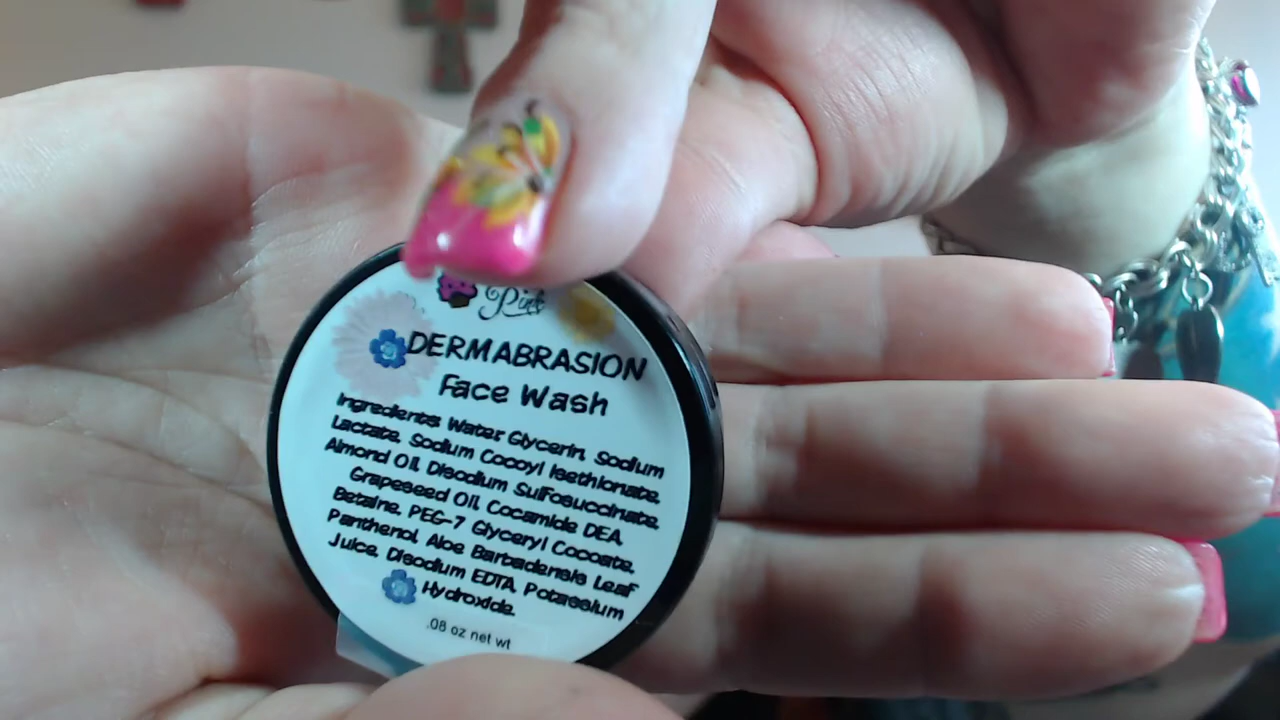 Pink
DERMABRASION
Face Wash
Ingredients: Water, Glycerin, Sodium
Lactate, Sodium Cocoyl Isethionate,
Almond Oil, Disodium Sulfosuccinate,
Grapeseed Oil, Cocamide DEA,
Betaine, PEG-7 Glyceryl Cocoate,
Panthenol, Aloe Barbadensis Leaf
Juice, Disodium EDTA, Potassium
Hydroxide.
.08 oz net wt